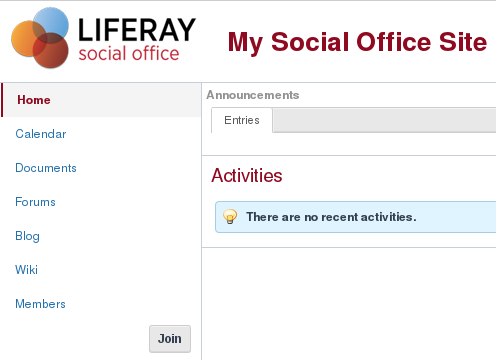 LIFERAY
social office
My Social Office Site
Home
Calendar
Documents
Forums
Blog
Wiki
Members
Join
Announcements
Entries
Activities
There are no recent activities.